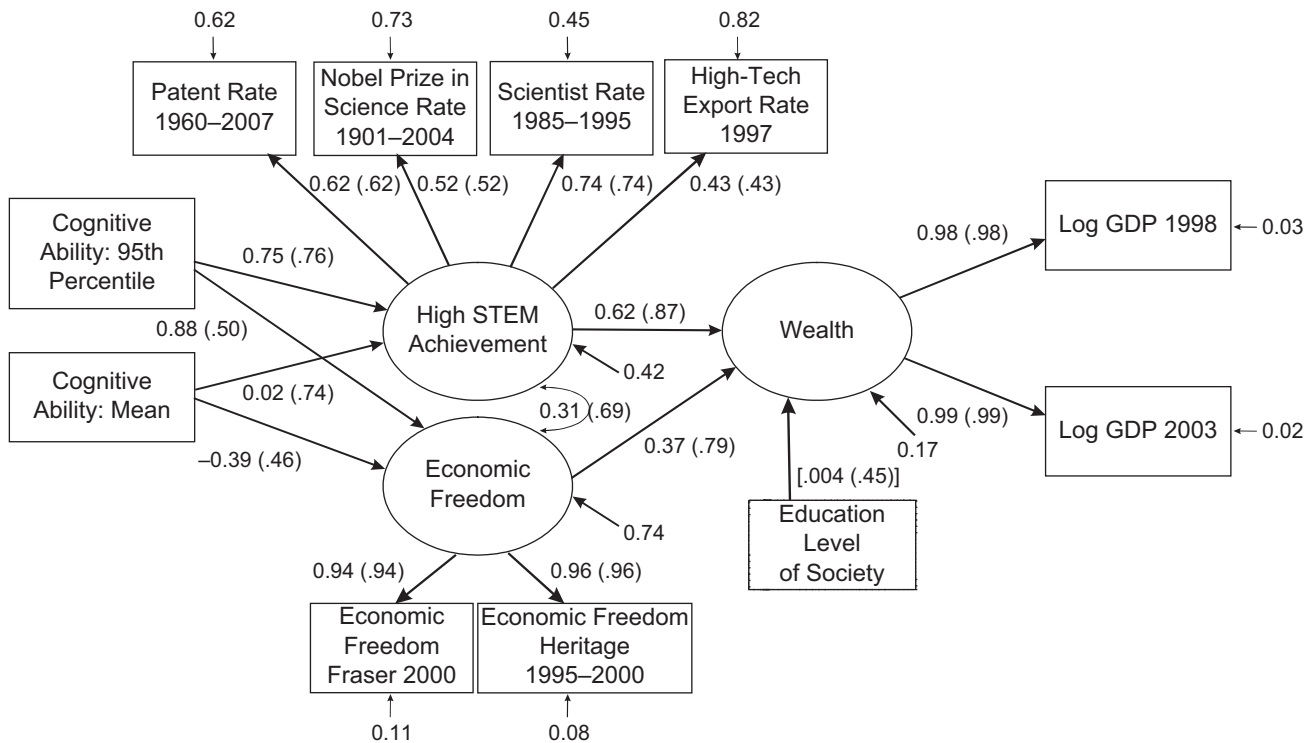 0.62
0.73
0.45
0.82
Patent Rate
1960–2007
Nobel Prize in
Science Rate
1901–2004
Scientist Rate
1985–1995
High-Tech
Export Rate
1997
0.62 (.62)
0.52 (.52)
0.74 (.74)
0.43 (.43)
Cognitive
Ability: 95th
Percentile
0.75 (.76)
0.88 (.50)
Cognitive
Ability: Mean
0.02 (.74)
–0.39 (.46)
High STEM
Achievement
0.62 (.87)
0.42
0.31 (.69)
Economic
Freedom
0.37 (.79)
0.74
Wealth
0.98 (.98)
Log GDP 1998
0.03
0.99 (.99)
Log GDP 2003
0.02
0.17
[.004 (.45)]
Education
Level
of Society
0.94 (.94)
0.96 (.96)
Economic
Freedom
Fraser 2000
Economic Freedom
Heritage
1995–2000
0.11
0.08